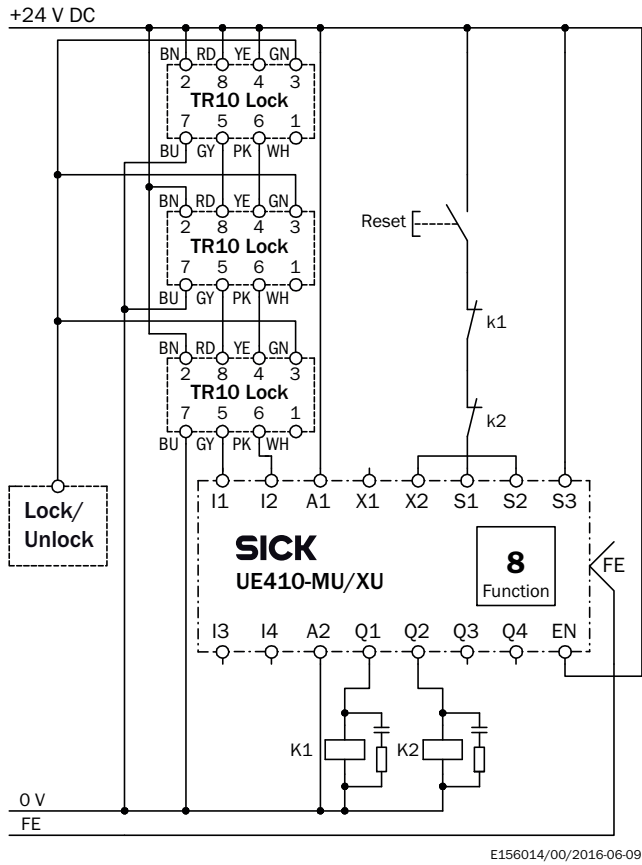 +24 V DC
BN RD YE GN
2 8 4 3
TR10 Lock
7 5 6 1
BU GY PK WH
BN RD YE GN
2 8 4 3
TR10 Lock
7 5 6 1
BU GY PK WH
Reset
k1
BN RD YE GN
2 8 4 3
TR10 Lock
7 5 6 1
BU GY PK WH
k2
I1 I2 A1 X1 X2 S1 S2 S3
Lock/
Unlock
SICK
UE410-MU/XU
8
Function
FE
I3 I4 A2 Q1 Q2 Q3 Q4 EN
K1 K2
0 V
FE
E156014/00/2016-06-09